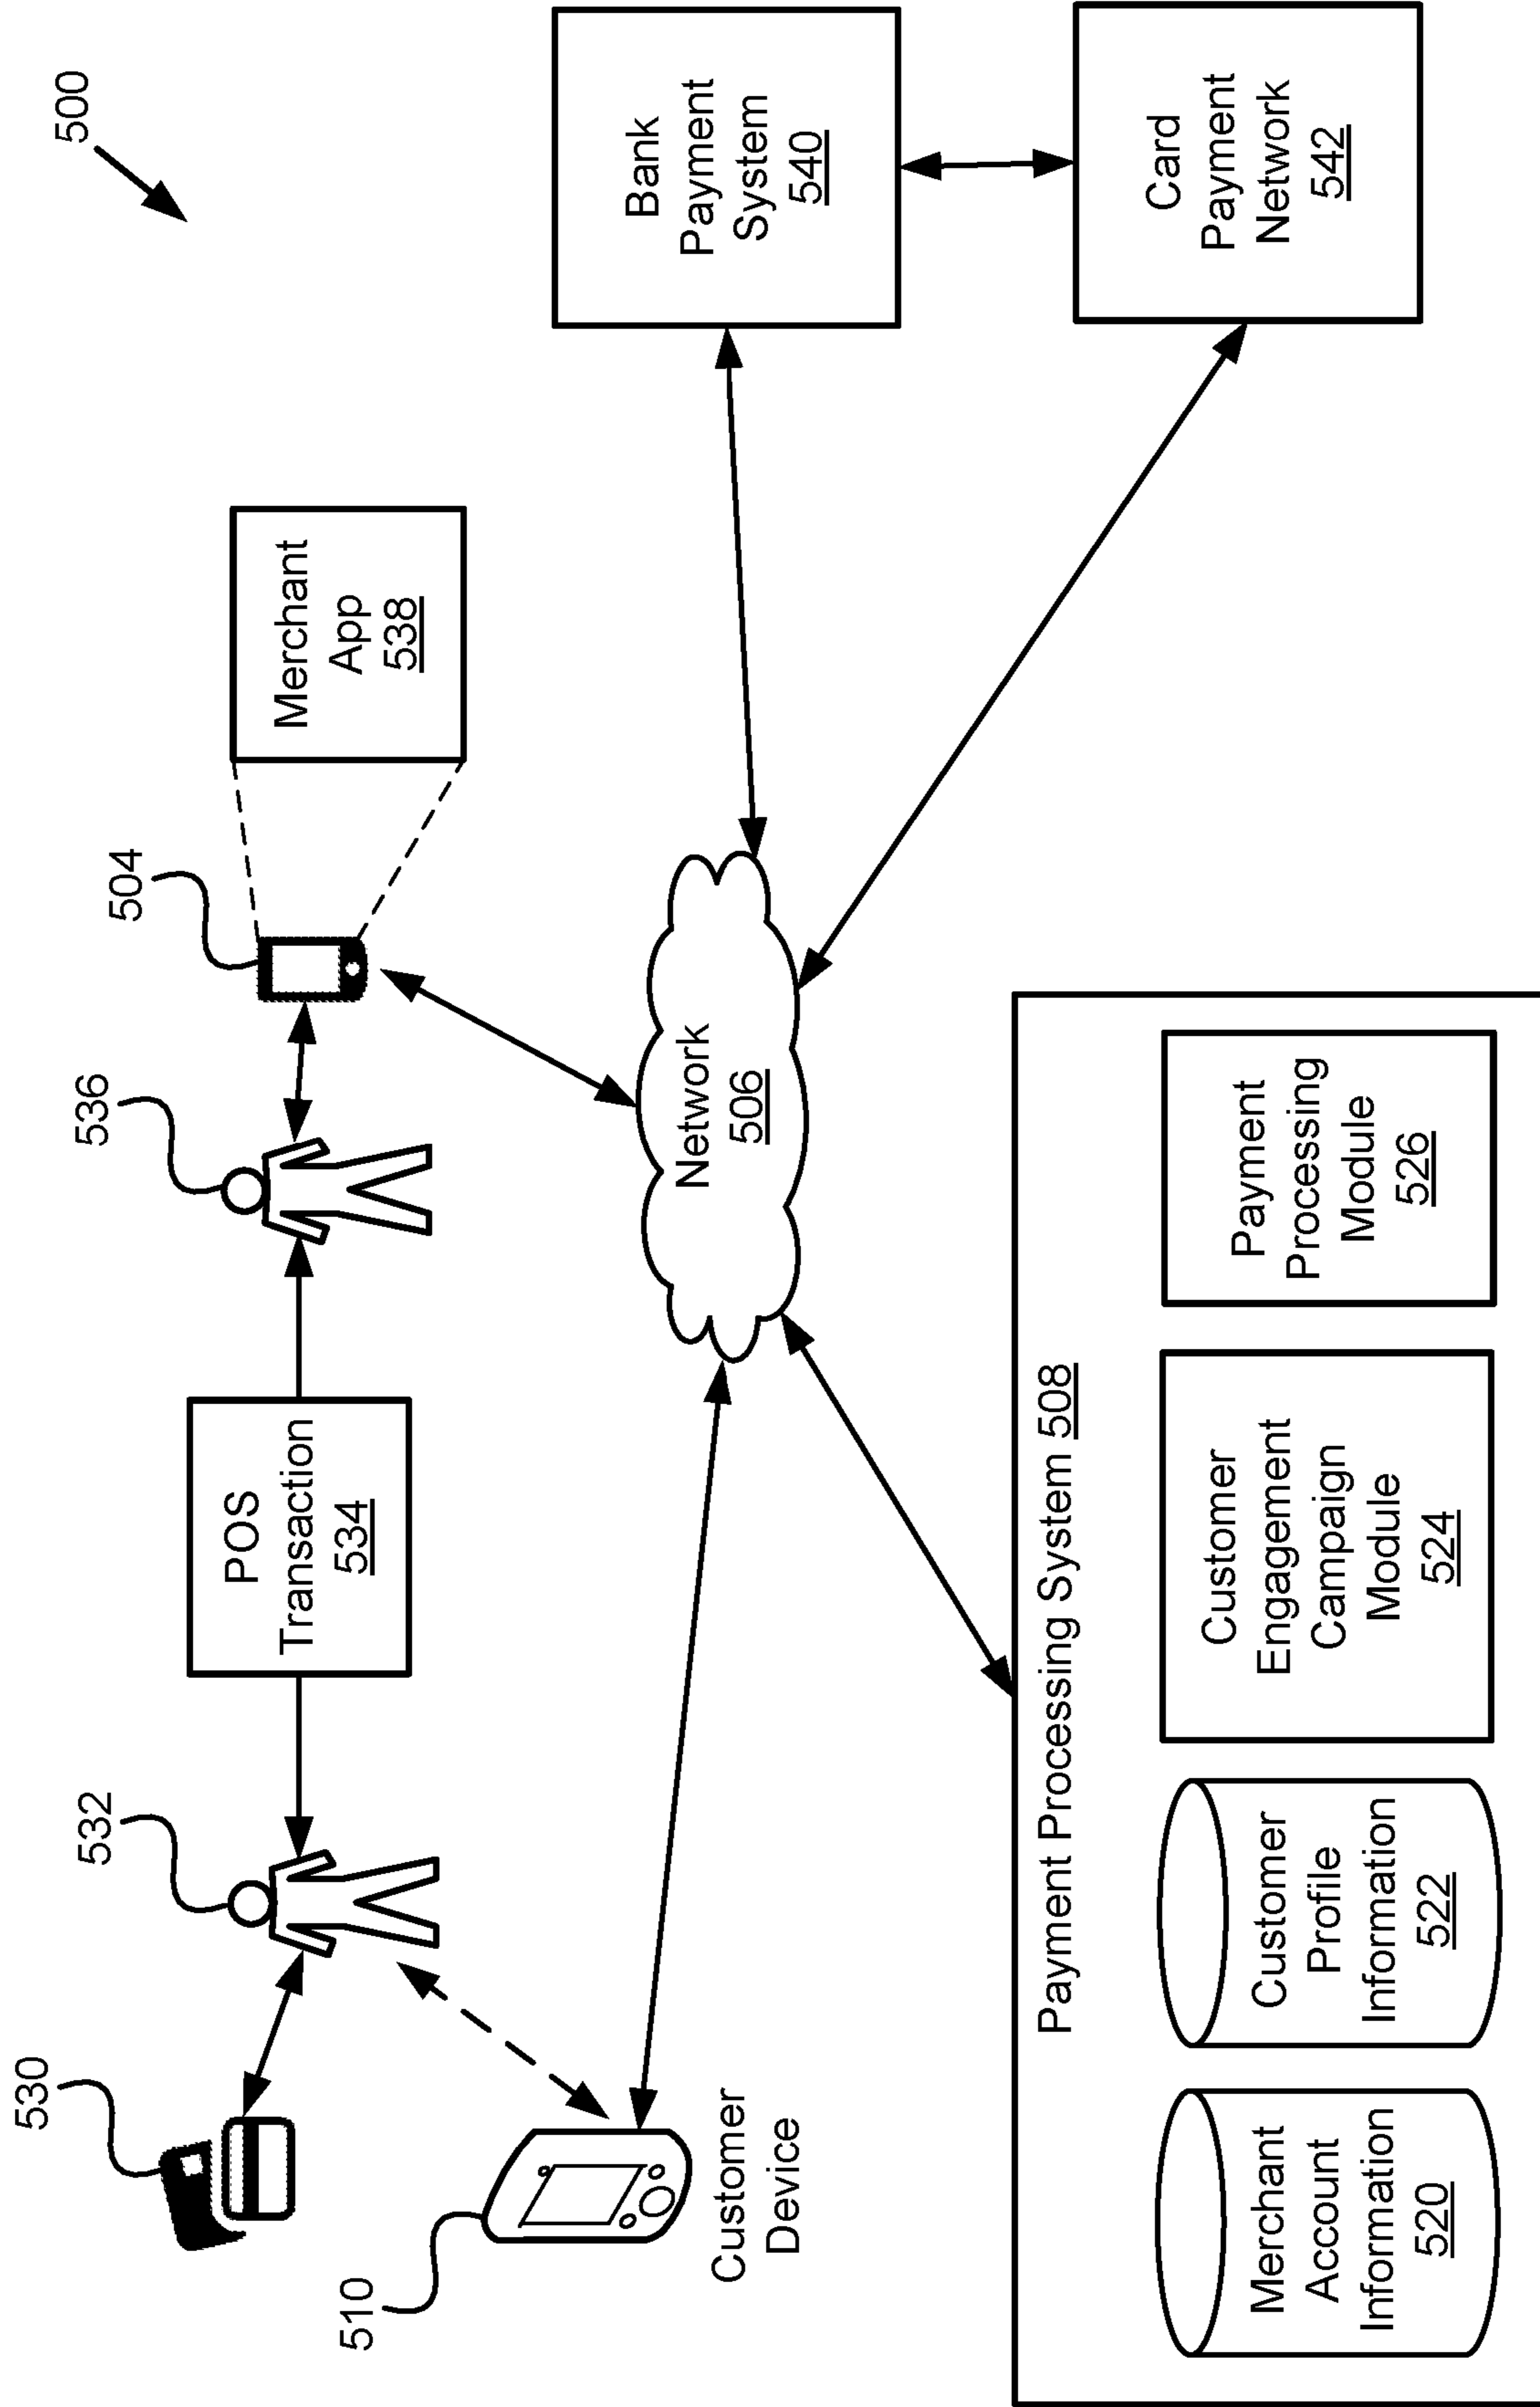 500
530
532
POS
Transaction
534
536
504
Merchant
App
538
510
Customer
Device
Network
506
Bank
Payment
System
540
Card
Payment
Network
542
Payment Processing System 508
Merchant
Account
Information
520
Customer
Profile
Information
522
Customer
Engagement
Campaign
Module
524
Payment
Processing
Module
526